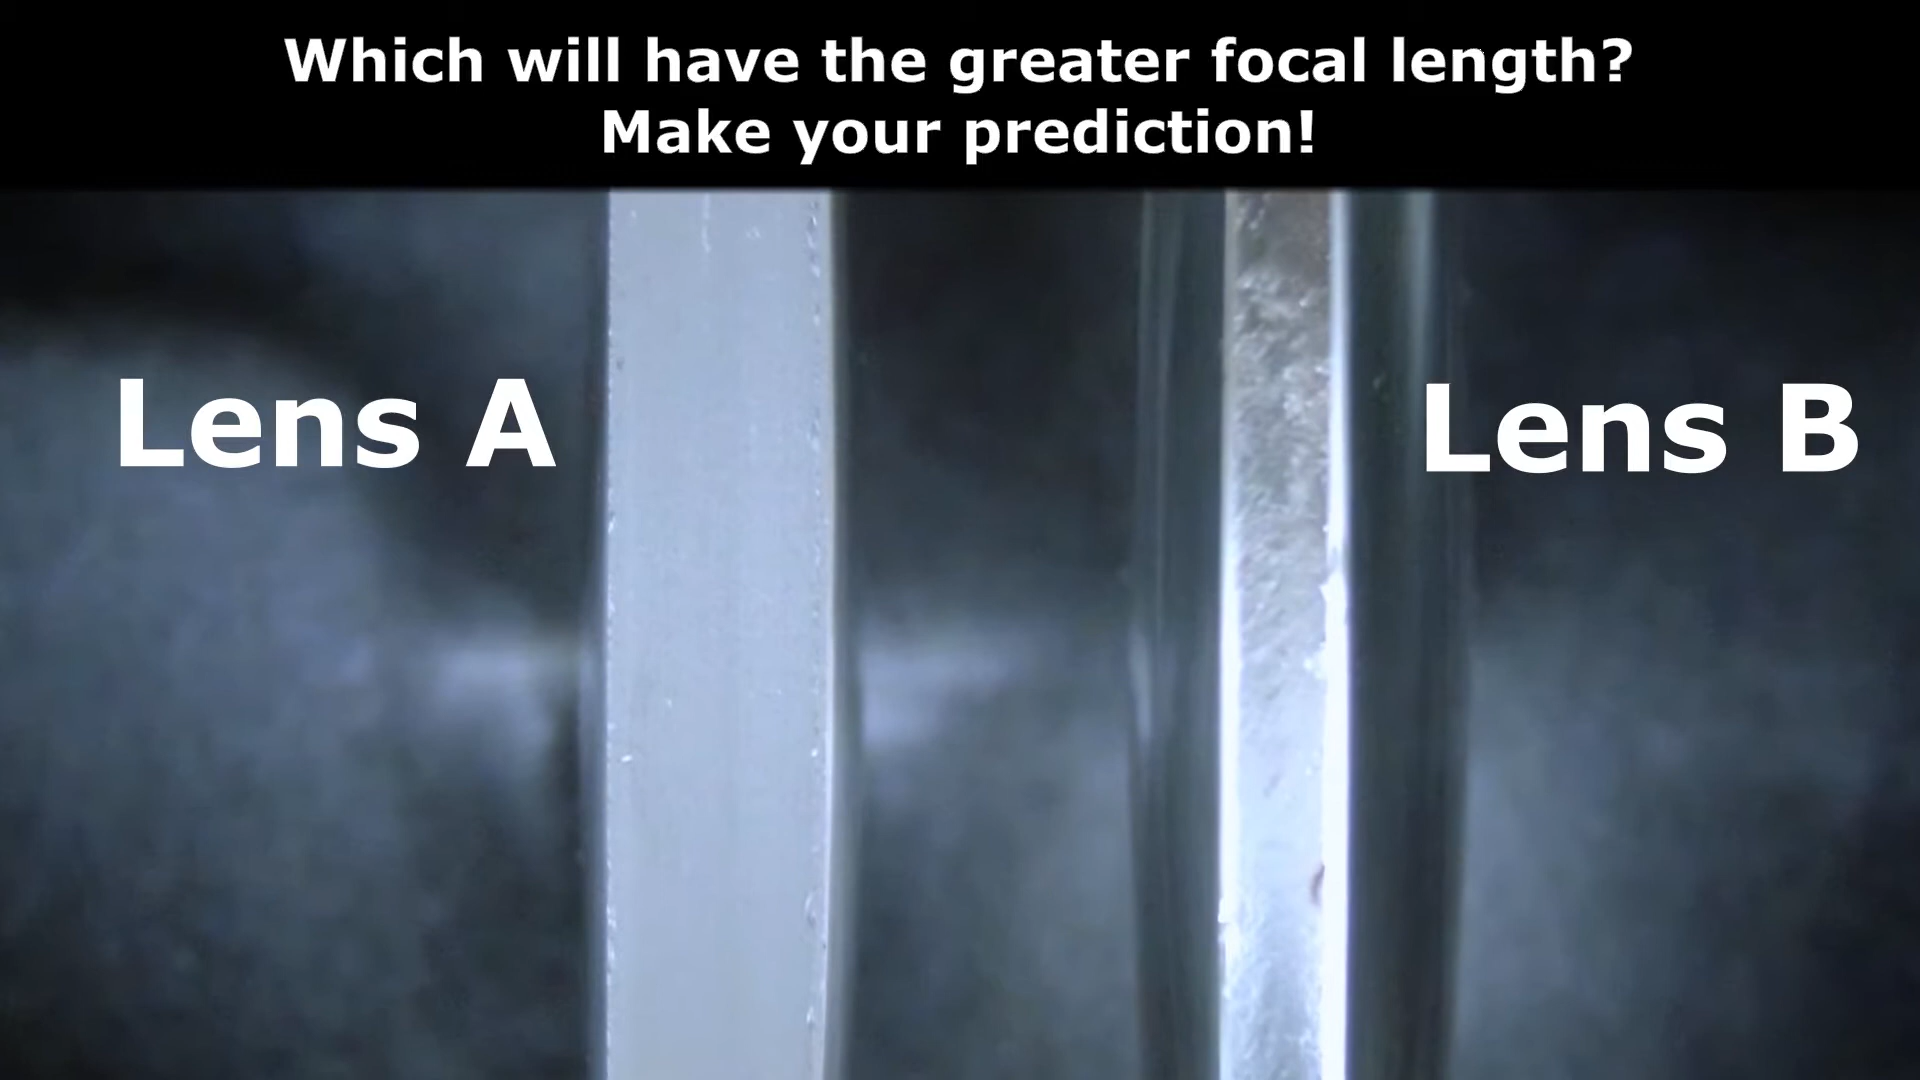 Which will have the greater focal length?
Make your prediction!
Lens A
Lens B